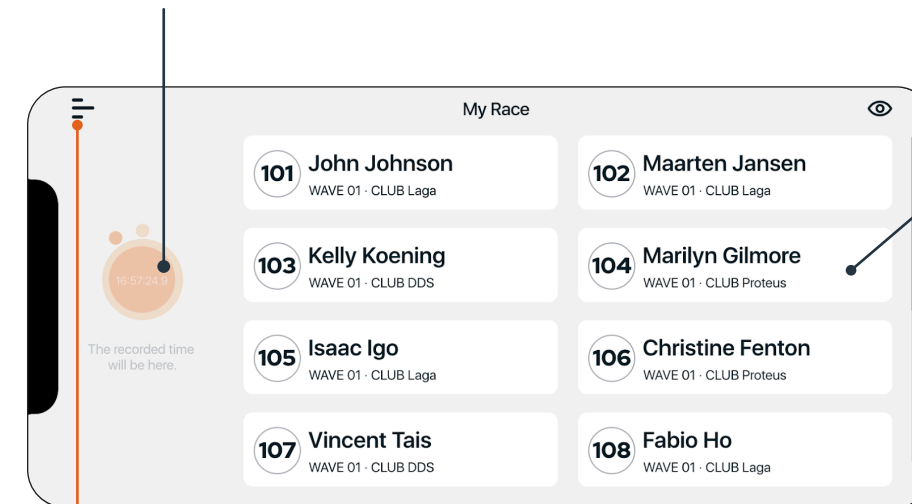 My Race
16:57:24.9
The recorded time
will be here.
101 John Johnson
WAVE 01 · CLUB Laga
102 Maarten Jansen
WAVE 01 · CLUB Laga
103 Kelly Koening
WAVE 01 · CLUB DDS
104 Marilyn Gilmore
WAVE 01 · CLUB Proteus
105 Isaac Igo
WAVE 01 · CLUB Laga
106 Christine Fenton
WAVE 01 · CLUB Proteus
107 Vincent Tais
WAVE 01 · CLUB DDS
108 Fabio Ho
WAVE 01 · CLUB Laga